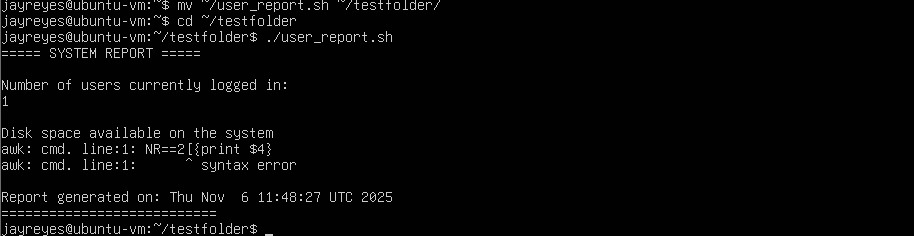 jayreyes@ubuntu-vm:~$ mv ~/user_report.sh ~/testfolder/
jayreyes@ubuntu-vm:~$ cd ~/testfolder
jayreyes@ubuntu-vm:~/testfolder$ ./user_report.sh
===== SYSTEM REPORT =====

Number of users currently logged in:
1

Disk space available on the system
awk: cmd. line:1: NR==2[{print $4}
awk: cmd. line:1:      ^ syntax error

Report generated on: Thu Nov  6 11:48:27 UTC 2025
===========================
jayreyes@ubuntu-vm:~/testfolder$ _